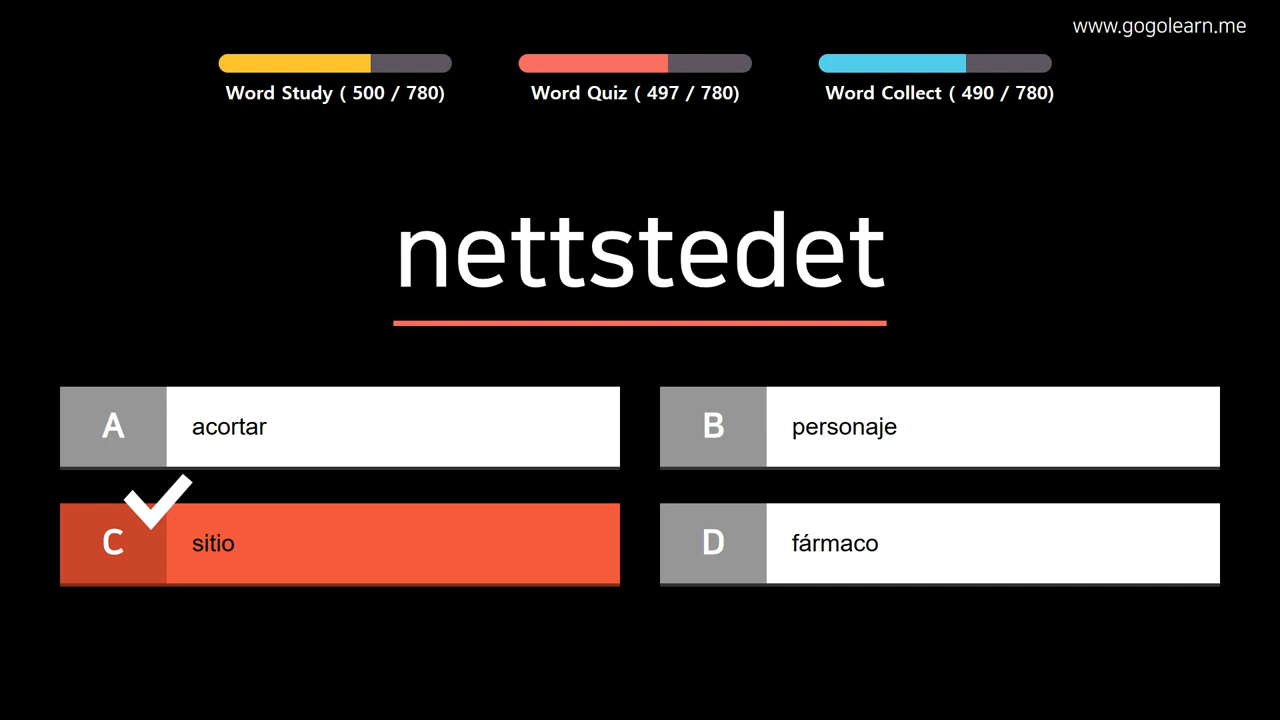 www.gogolearn.me
Word Study ( 500 / 780)
Word Quiz ( 497 / 780)
Word Collect ( 490 / 780)
nettstedet
A acortar
B personaje
C sitio
D fármaco